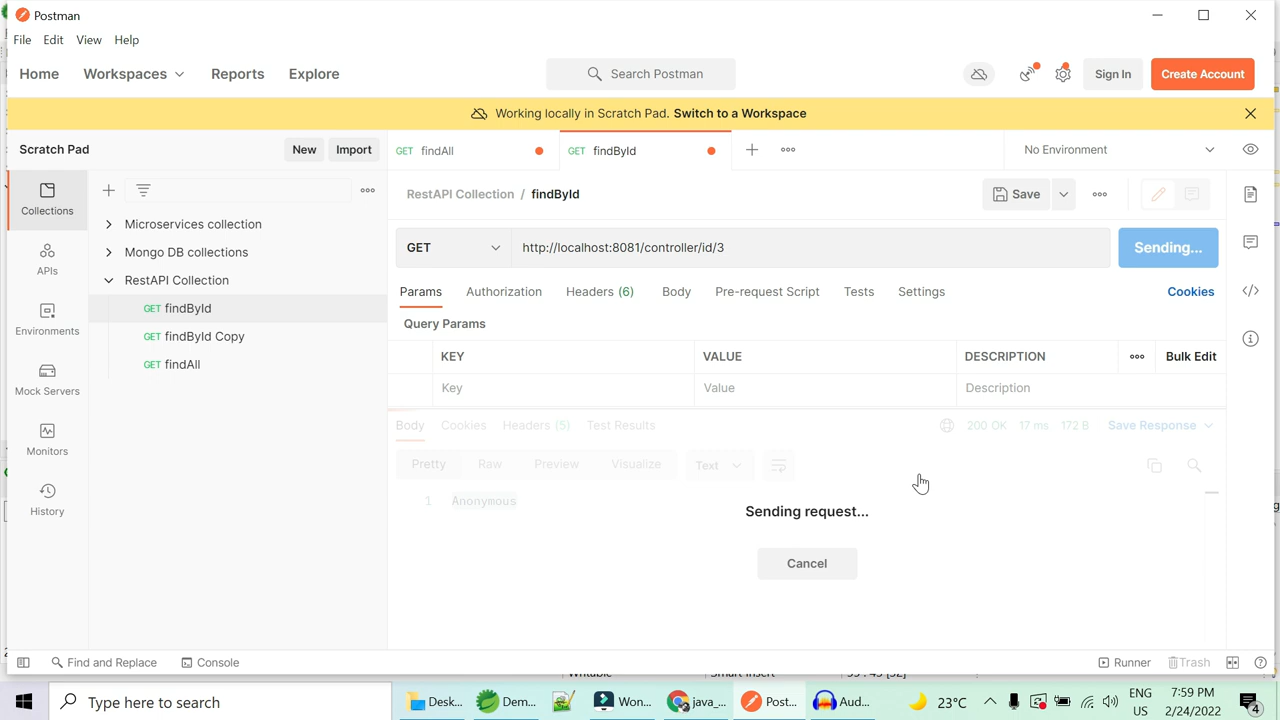 Postman
File Edit View Help
Home Workspaces Reports Explore
Search Postman
Sign In Create Account
Working locally in Scratch Pad. Switch to a Workspace
Scratch Pad New Import
GET findAll GET findById No Environment
Collections
APIs
Environments
Mock Servers
Monitors
History
Microservices collection
Mongo DB collections
RestAPI Collection
GET findById
GET findById Copy
GET findAll
RestAPI Collection / findById Save
GET http://localhost:8081/controller/id/3 Sending...
Params Authorization Headers (6) Body Pre-request Script Tests Settings Cookies
Query Params
KEY VALUE DESCRIPTION Bulk Edit
Key Value Description
Body Cookies Headers (5) Test Results 200 OK 17 ms 172 B Save Response
Pretty Raw Preview Visualize Text
1 Anonymous
Sending request...
Cancel
Find and Replace Console Runner Trash
Type here to search Desk... Dem... Won... java_... Post... Aud... 23°C ENG US 7:59 PM 2/24/2022 4